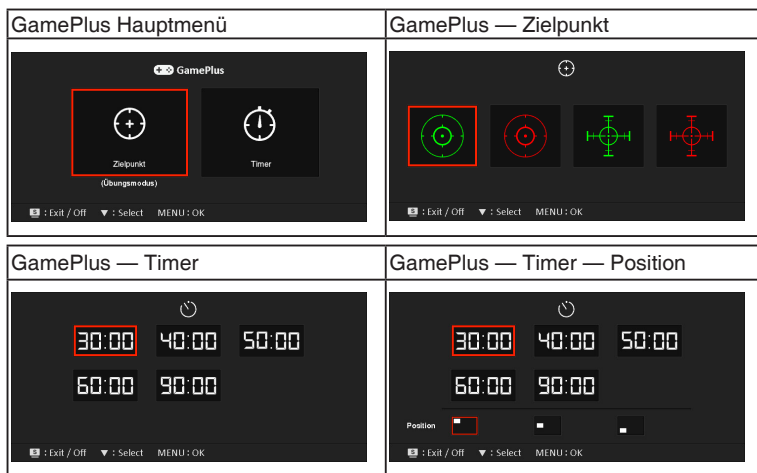 GamePlus Hauptmenü
GamePlus
Zielpunkt
Timer
(Übungsmodus)
S : Exit / Off ▼ : Select MENU : OK
GamePlus — Zielpunkt
S : Exit / Off ▼ : Select MENU : OK
GamePlus — Timer
30:00 40:00 50:00
60:00 90:00
S : Exit / Off ▼ : Select MENU : OK
GamePlus — Timer — Position
30:00 40:00 50:00
60:00 90:00
Position
S : Exit / Off ▼ : Select MENU : OK